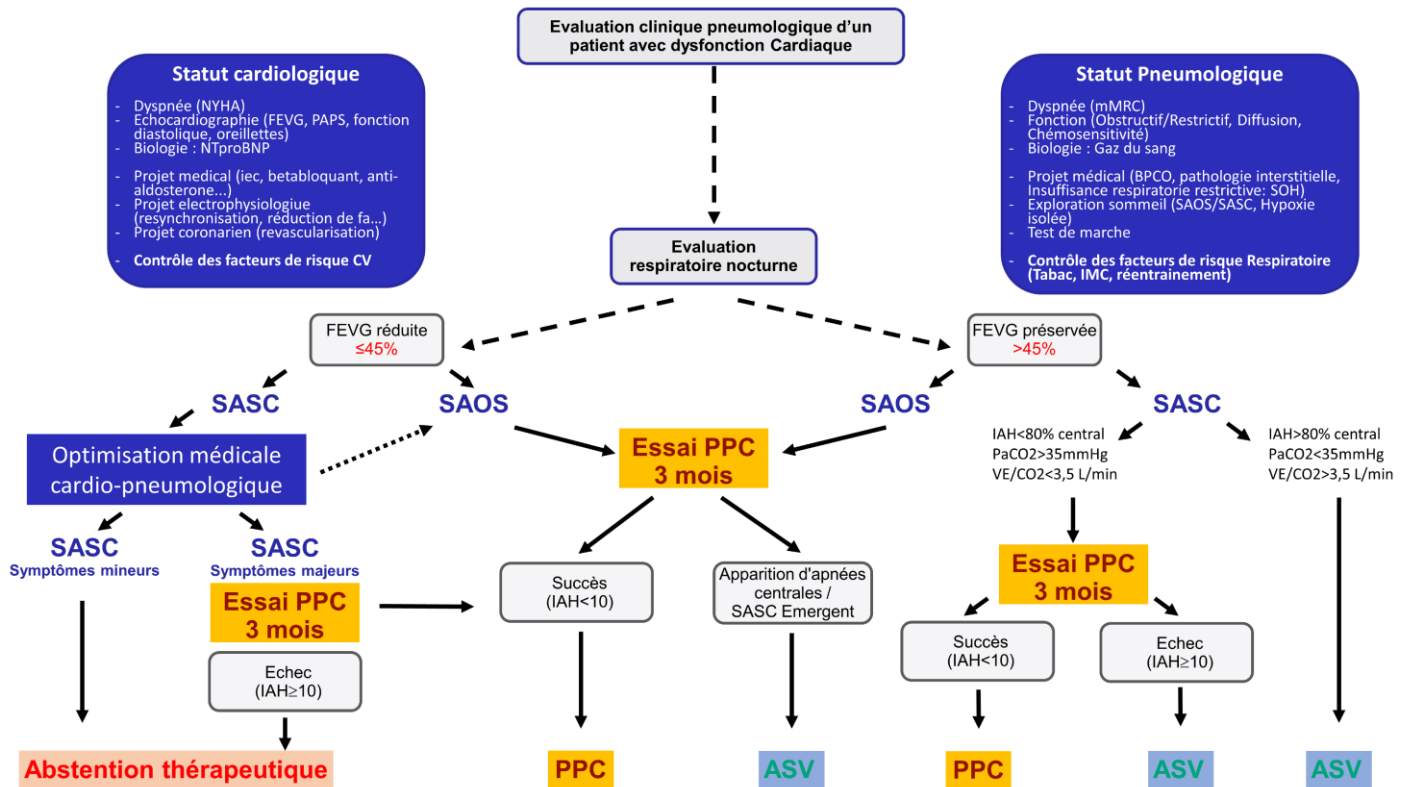 Evaluation clinique pneumologique d'un
patient avec dysfonction Cardiaque
Statut cardiologique
- Dyspnée (NYHA)
- Echocardiographie (FEVG, PAPS, fonction
diastolique, oreillettes)
- Biologie : NTproBNP
- Projet medical (iec, betabloquant, anti-
aldosterone...)
- Projet electrophysiologiue
(resynchronisation, réduction de fa...)
- Projet coronarien (revascularisation)
- Contrôle des facteurs de risque CV
Statut Pneumologique
- Dyspnée (mMRC)
- Fonction (Obstructif/Restrictif, Diffusion,
Chémosensitivité)
- Biologie : Gaz du sang
- Projet médical (BPCO, pathologie interstitielle,
Insuffisance respiratorie restrictive: SOH)
- Exploration sommeil (SAOS/SASC, Hypoxie
isolée)
- Test de marche
- Contrôle des facteurs de risque Respiratoire
(Tabac, IMC, réentrainement)
Evaluation
respiratoire nocturne
FEVG réduite
≤45%
FEVG préservée
>45%
SASC
SAOS
SAOS
SASC
Optimisation médicale
cardio-pneumologique
Essai PPC
3 mois
IAH<80% central
PaCO2>35mmHg
VE/CO2<3,5 L/min
IAH>80% central
PaCO2<35mmHg
VE/CO2>3,5 L/min
SASC
Symptômes mineurs
SASC
Symptômes majeurs
Essai PPC
3 mois
Succès
(IAH<10)
Apparition d'apnées
centrales /
SASC Emergent
Essai PPC
3 mois
Echec
(IAH≥10)
Succès
(IAH<10)
Echec
(IAH≥10)
Abstention thérapeutique
PPC
ASV
PPC
ASV
ASV